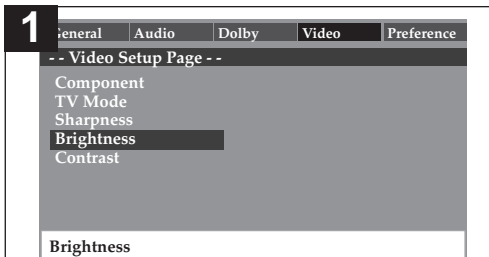 1
General Audio Dolby Video Preference
- - Video Setup Page - -
Component
TV Mode
Sharpness
Brightness
Contrast
Brightness